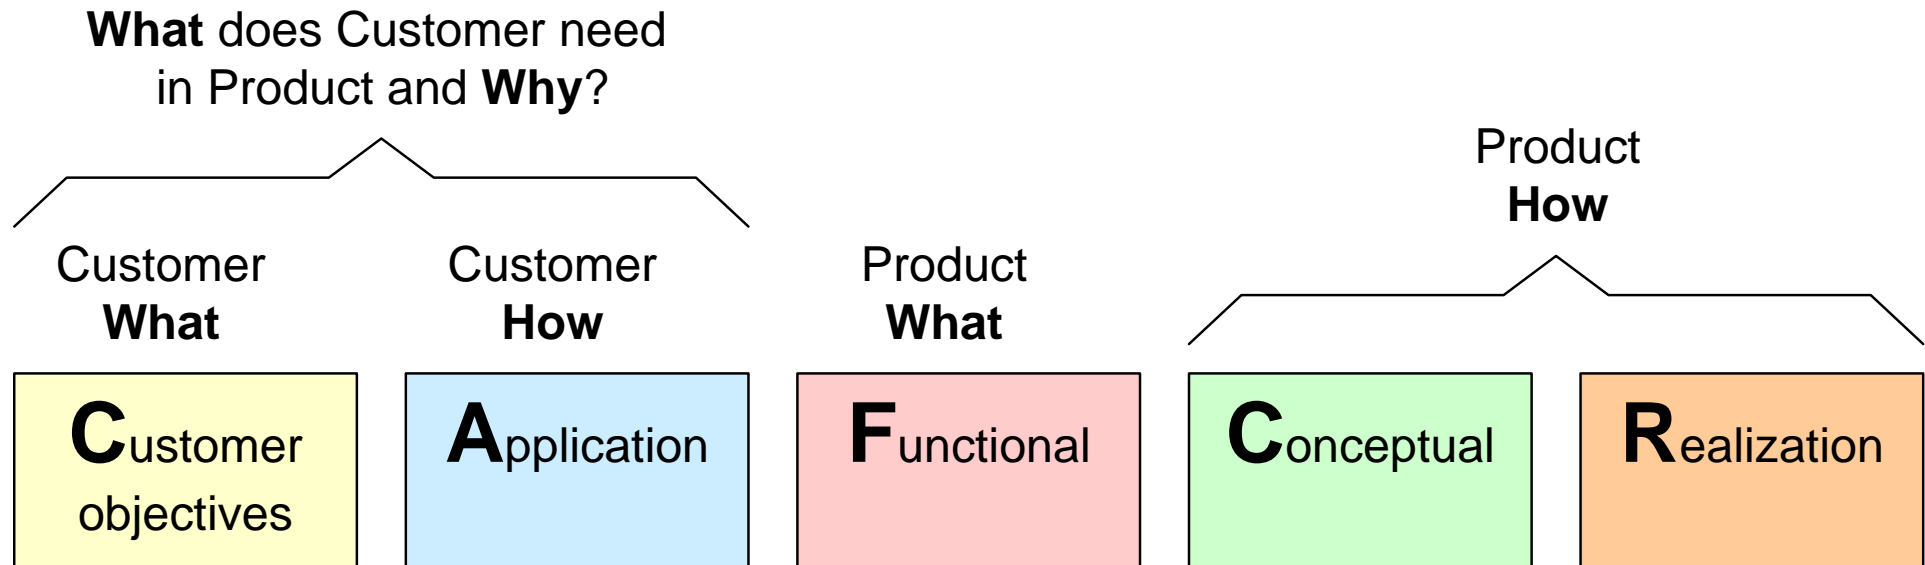 What does Customer need
in Product and Why?
Product
How
Customer
What
Customer
How
Product
What
Customer
objectives
Application
Functional
Conceptual
Realization